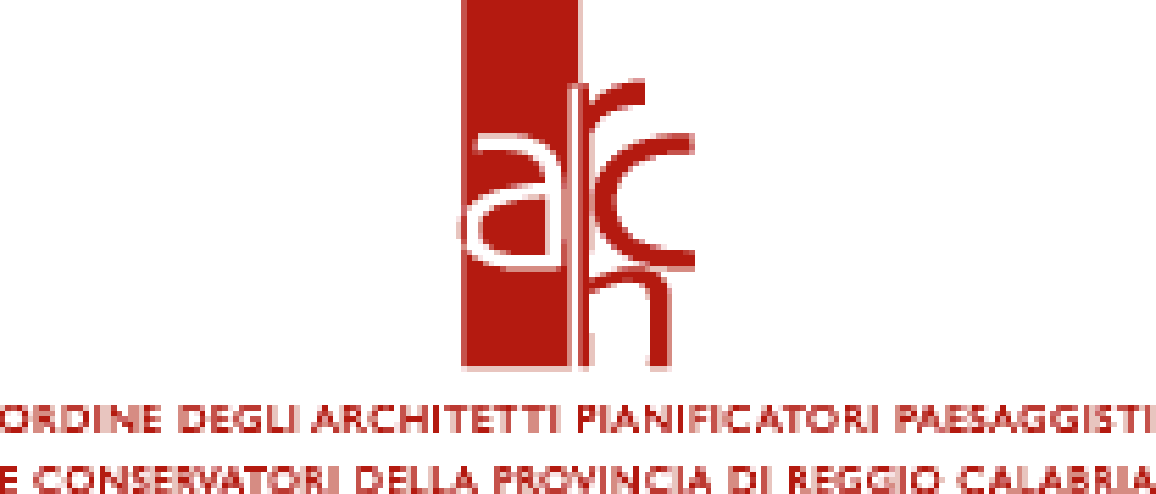 arch
ORDINE DEGLI ARCHITETTI PIANIFICATORI PAESAGGISTI
E CONSERVATORI DELLA PROVINCIA DI REGGIO CALABRIA